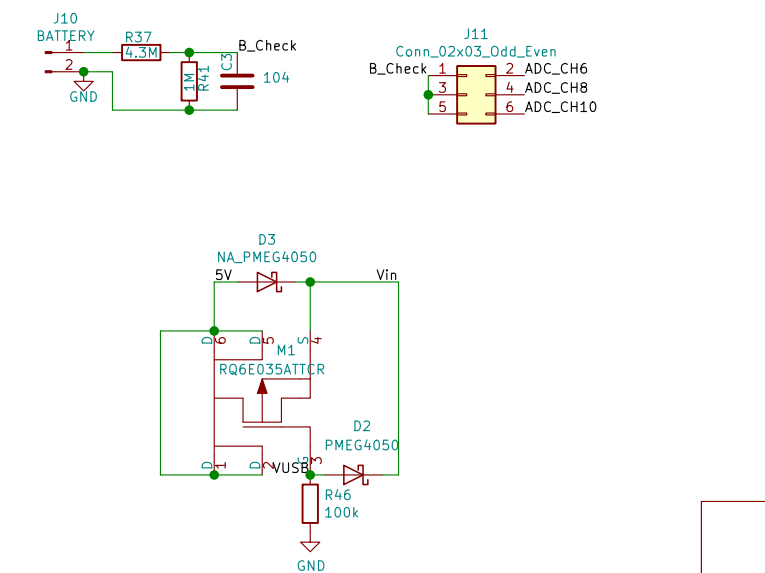 J10
BATTERY
1
2
GND
R37
4.3M
1M
R41
C3
104
B_Check
J11
Conn_02x03_Odd_Even
B_Check
1
3
5
2
4
6
ADC_CH6
ADC_CH8
ADC_CH10
D3
NA_PMEG4050
5V
Vin
D
6
D
5
S
4
M1
RQ6E035ATTCR
D
1
D
2
G
3
VUSB
D2
PMEG4050
R46
100k
GND